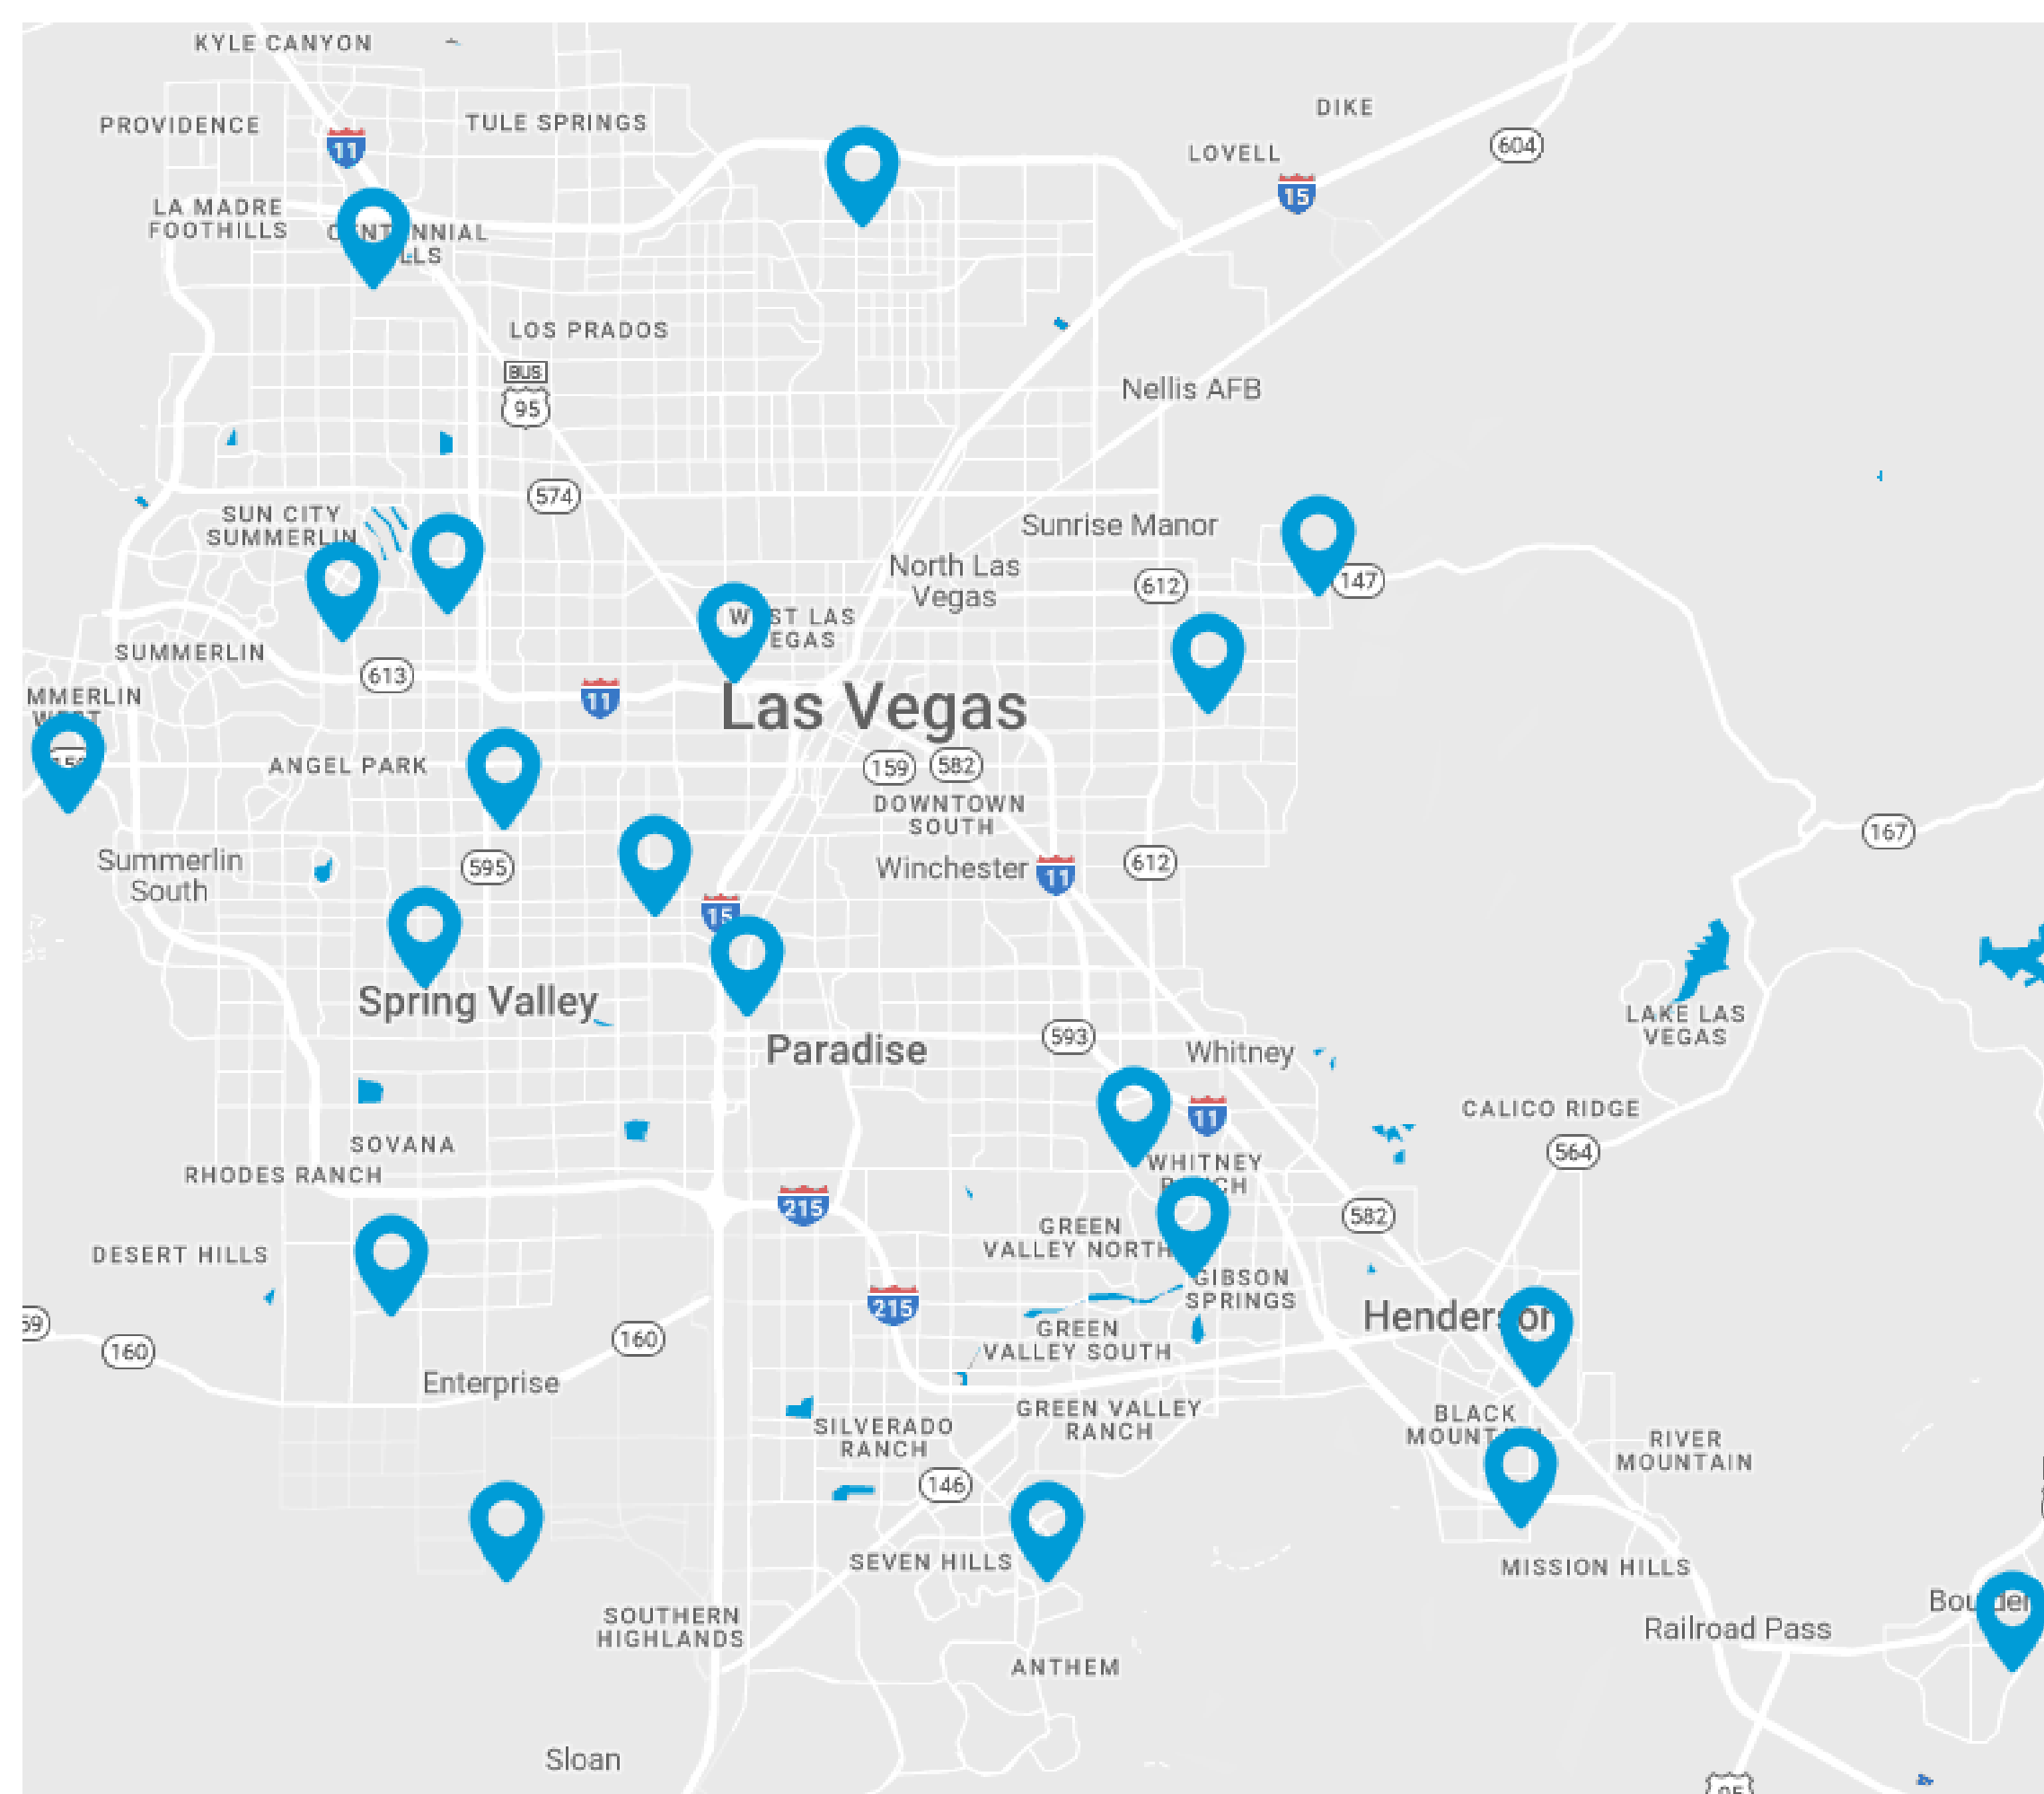 KYLE CANYON
DIKE
PROVIDENCE
TULE SPRINGS
11
604
LOVELL
15
LA MADRE
FOOTHILLS
LOS PRADOS
BUS
95
Nellis AFB
574
SUN CITY
SUMMERLIN
Sunrise Manor
North Las
Vegas
612
147
WEST LAS
SUMMERLIN
613
11
Las Vegas
ANGEL PARK
159
582
DOWNTOWN
SOUTH
167
Summerlin
South
595
Winchester
11
612
15
Spring Valley
LAKE LAS
VEGAS
593
Whitney
Paradise
CALICO RIDGE
11
SOVANA
564
RHODES RANCH
WHITNEY
215
582
GREEN
VALLEY NORTH
DESERT HILLS
GIBSON
SPRINGS
215
Henderson
160
160
GREEN
VALLEY SOUTH
Enterprise
GREEN VALLEY
RANCH
BLACK
SILVERADO
RANCH
RIVER
MOUNTAIN
146
SEVEN HILLS
MISSION HILLS
SOUTHERN
HIGHLANDS
Railroad Pass
ANTHEM
Sloan